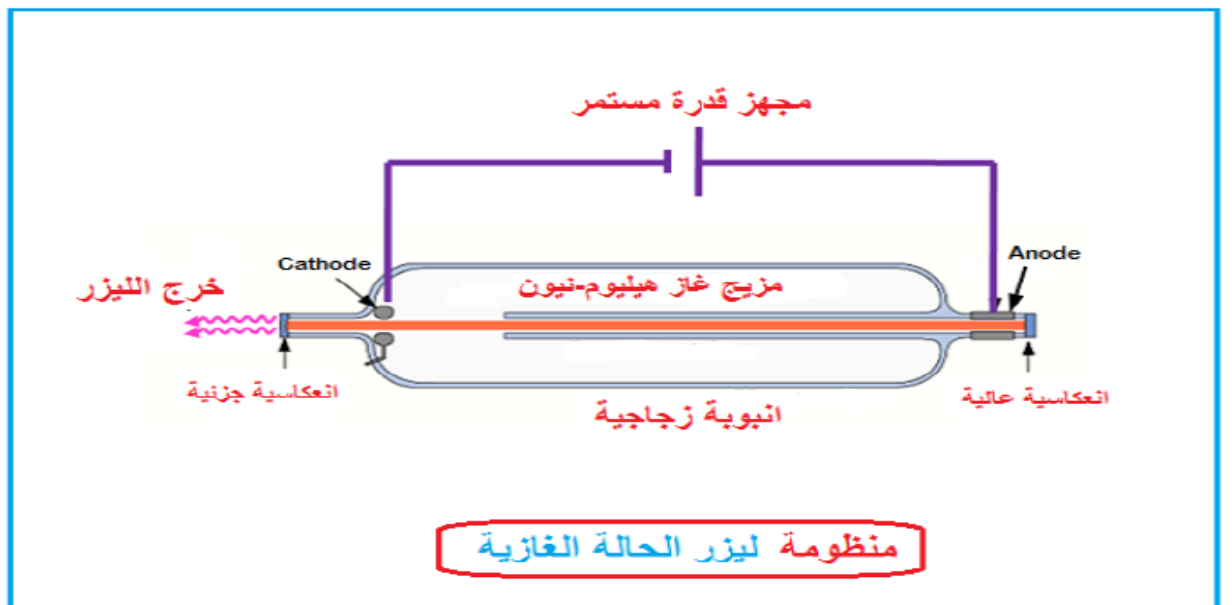 مجهز قدرة مستمر
Cathode
Anode
خرج الليزر
مزيج غاز هيليوم-نيون
انعكاسية جزئية
انعكاسية عالية
انبوبة زجاجية
منظومة ليزر الحالة الغازية